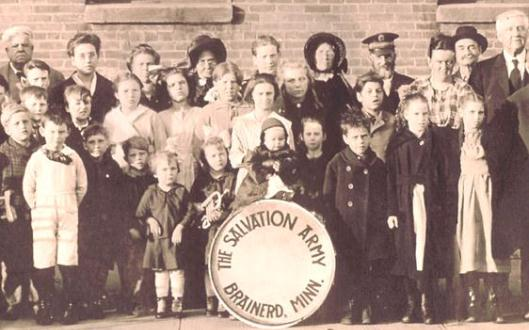 THE SALVATION ARMY
BRAINERD, MINN.